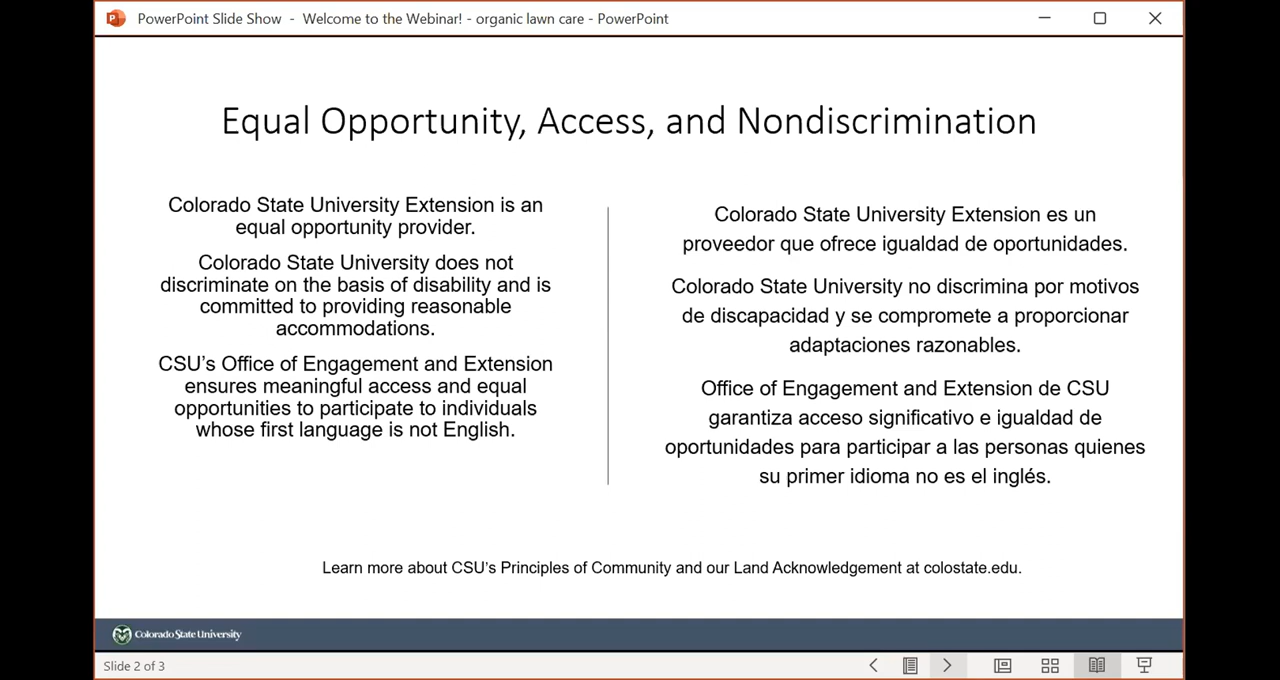 PowerPoint Slide Show - Welcome to the Webinar! - organic lawn care - PowerPoint
Equal Opportunity, Access, and Nondiscrimination
Colorado State University Extension is an
equal opportunity provider.
Colorado State University does not
discriminate on the basis of disability and is
committed to providing reasonable
accommodations.
CSU’s Office of Engagement and Extension
ensures meaningful access and equal
opportunities to participate to individuals
whose first language is not English.
Colorado State University Extension es un
proveedor que ofrece igualdad de oportunidades.
Colorado State University no discrimina por motivos
de discapacidad y se compromete a proporcionar
adaptaciones razonables.
Office of Engagement and Extension de CSU
garantiza acceso significativo e igualdad de
oportunidades para participar a las personas quienes
su primer idioma no es el inglés.
Learn more about CSU’s Principles of Community and our Land Acknowledgement at colostate.edu.
Colorado State University
Slide 2 of 3